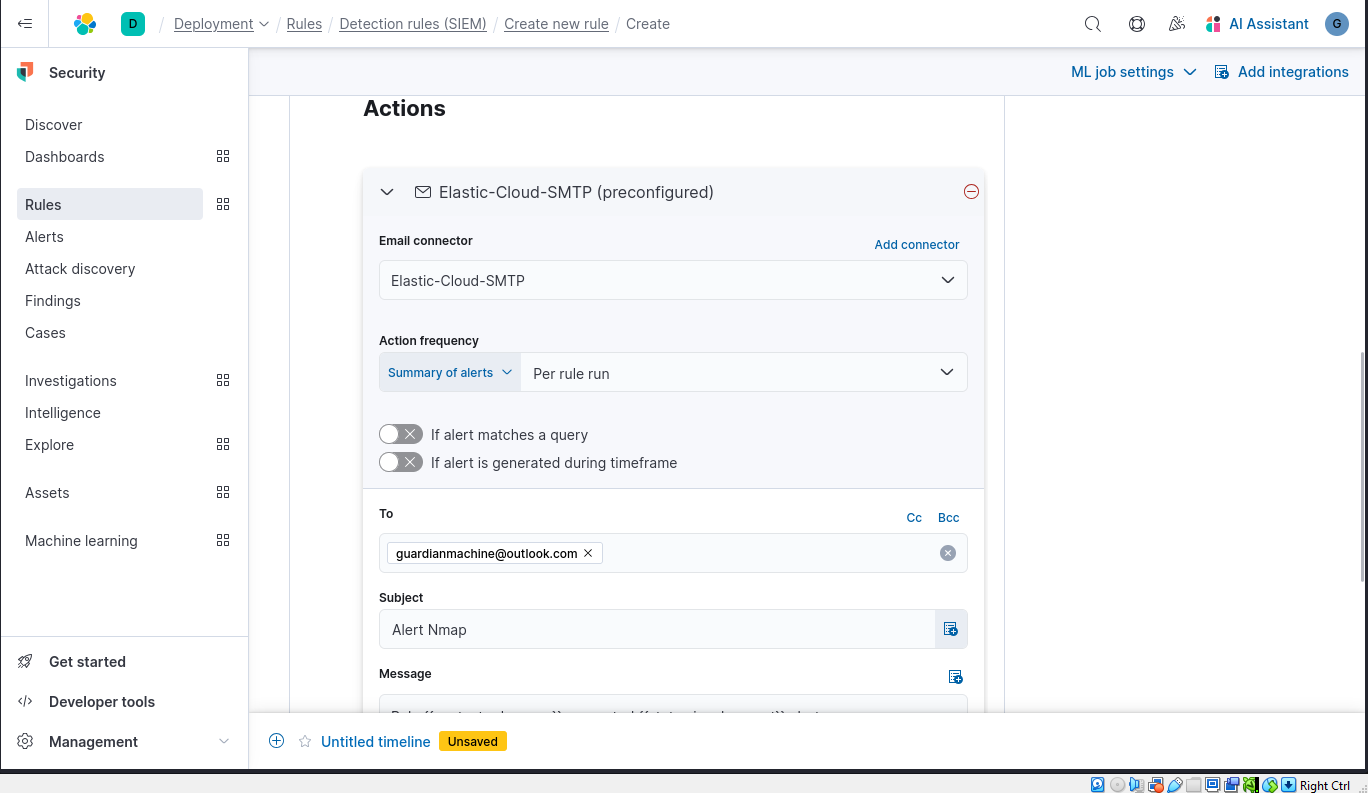 D / Deployment / Rules / Detection rules (SIEM) / Create new rule / Create
AI Assistant
G
Security
ML job settings
Add integrations
Discover
Dashboards
Rules
Alerts
Attack discovery
Findings
Cases
Investigations
Intelligence
Explore
Assets
Machine learning
Get started
Developer tools
Management
Actions
Elastic-Cloud-SMTP (preconfigured)
Email connector
Add connector
Elastic-Cloud-SMTP
Action frequency
Summary of alerts
Per rule run
If alert matches a query
If alert is generated during timeframe
To
Cc
Bcc
guardianmachine@outlook.com
Subject
Alert Nmap
Message
Untitled timeline
Unsaved
Right Ctrl